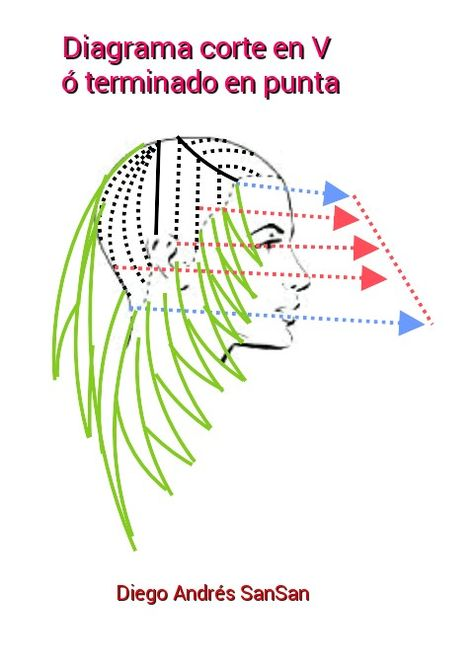 Diagrama corte en V
ó terminado en punta
Diego Andrés SanSan